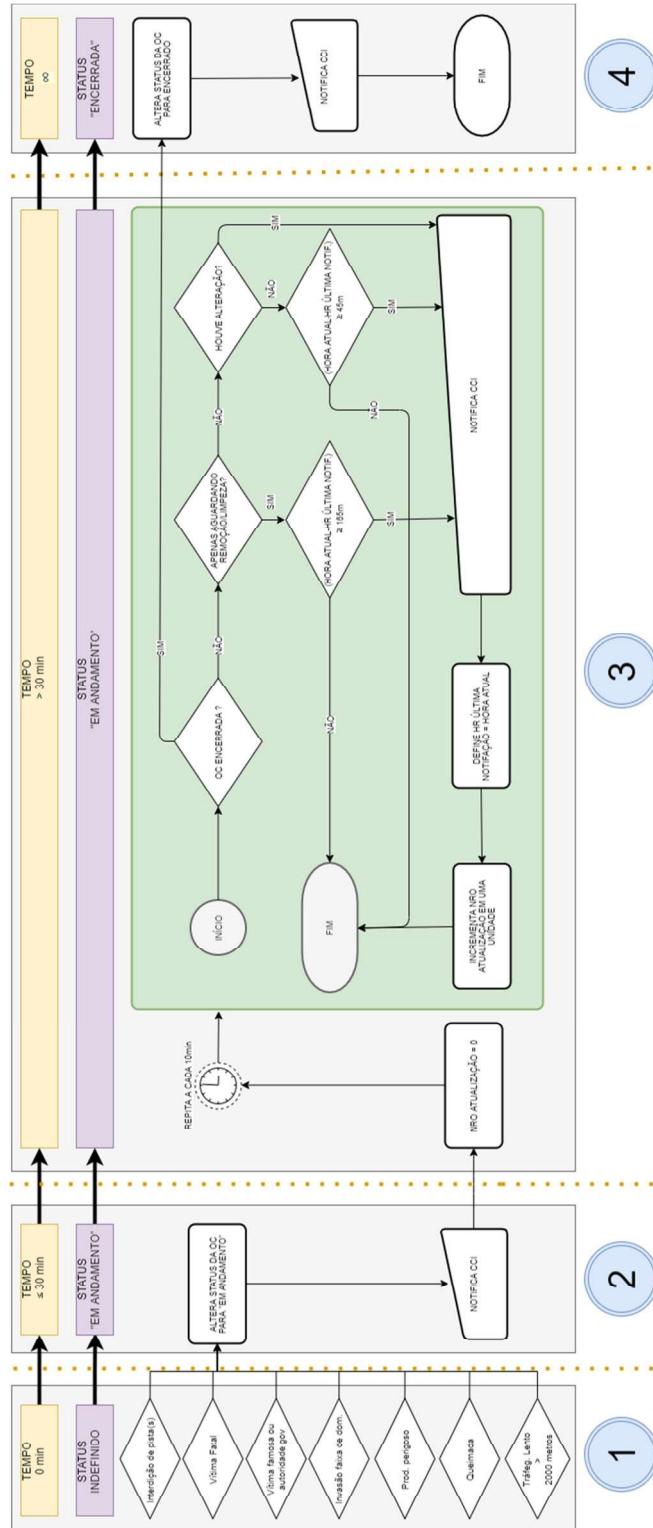 TEMPO
0 min
STATUS
INDEFINIDO
Interdição de pista(s)
Vítima Fatal
Vítima famosa ou
autoridade gov
Invasão faixa de dom.
Prod. perigoso
Queimada
Tráfeg. Lento
>
2000 metros
1
TEMPO
≤ 30 min
STATUS
"EM ANDAMENTO"
ALTERA STATUS DA OC
PARA "EM ANDAMENTO"
NOTIFICA CCI
2
TEMPO
> 30 min
STATUS
"EM ANDAMENTO"
NRO ATUALIZAÇÃO = 0
REPITA A CADA 10min
INÍCIO
OC ENCERRADA ?
SIM
NÃO
APENAS AGUARDANDO
REMOÇÃO/LIMPEZA?
NÃO
SIM
HOUVE ALTERAÇÃO?
SIM
NÃO
(HORA ATUAL-HR ÚLTIMA NOTIF.)
≥ 165m
NÃO
SIM
(HORA ATUAL-HR ÚLTIMA NOTIF.)
≥ 45m
NÃO
SIM
NOTIFICA CCI
DEFINE HR ÚLTIMA
NOTIFAÇÃO = HORA ATUAL
INCREMENTA NRO
ATUALIZAÇÃO EM UMA
UNIDADE
FIM
3
TEMPO
∞
STATUS
"ENCERRADA"
ALTERA STATUS DA OC
PARA ENCERRADO
NOTIFICA CCI
FIM
4